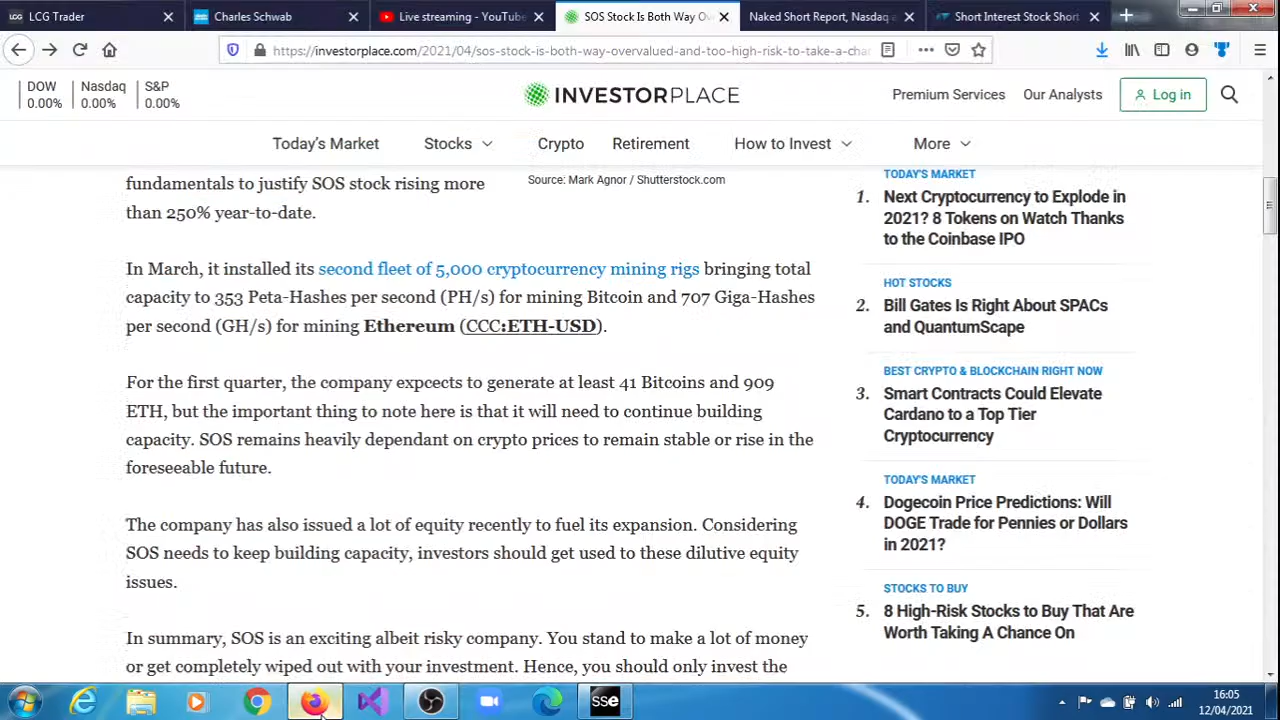 LCG Trader
Charles Schwab
Live streaming - YouTube
SOS Stock Is Both Way Ov
Naked Short Report, Nasdaq a
Short Interest Stock Short
https://investorplace.com/2021/04/sos-stock-is-both-way-overvalued-and-too-high-risk-to-take-a-cha
DOW
0.00%
Nasdaq
0.00%
S&P
0.00%
INVESTORPLACE
Premium Services
Our Analysts
Log in
Today's Market
Stocks
Crypto
Retirement
How to Invest
More
fundamentals to justify SOS stock rising more
than 250% year-to-date.
Source: Mark Agnor / Shutterstock.com
In March, it installed its second fleet of 5,000 cryptocurrency mining rigs bringing total
capacity to 353 Peta-Hashes per second (PH/s) for mining Bitcoin and 707 Giga-Hashes
per second (GH/s) for mining Ethereum (CCC:ETH-USD).
For the first quarter, the company expcects to generate at least 41 Bitcoins and 909
ETH, but the important thing to note here is that it will need to continue building
capacity. SOS remains heavily dependant on crypto prices to remain stable or rise in the
foreseeable future.
The company has also issued a lot of equity recently to fuel its expansion. Considering
SOS needs to keep building capacity, investors should get used to these dilutive equity
issues.
In summary, SOS is an exciting albeit risky company. You stand to make a lot of money
or get completely wiped out with your investment. Hence, you should only invest the
TODAY'S MARKET
1. Next Cryptocurrency to Explode in
2021? 8 Tokens on Watch Thanks
to the Coinbase IPO
HOT STOCKS
2. Bill Gates Is Right About SPACs
and QuantumScape
BEST CRYPTO & BLOCKCHAIN RIGHT NOW
3. Smart Contracts Could Elevate
Cardano to a Top Tier
Cryptocurrency
TODAY'S MARKET
4. Dogecoin Price Predictions: Will
DOGE Trade for Pennies or Dollars
in 2021?
STOCKS TO BUY
5. 8 High-Risk Stocks to Buy That Are
Worth Taking A Chance On
sse
16:05
12/04/2021